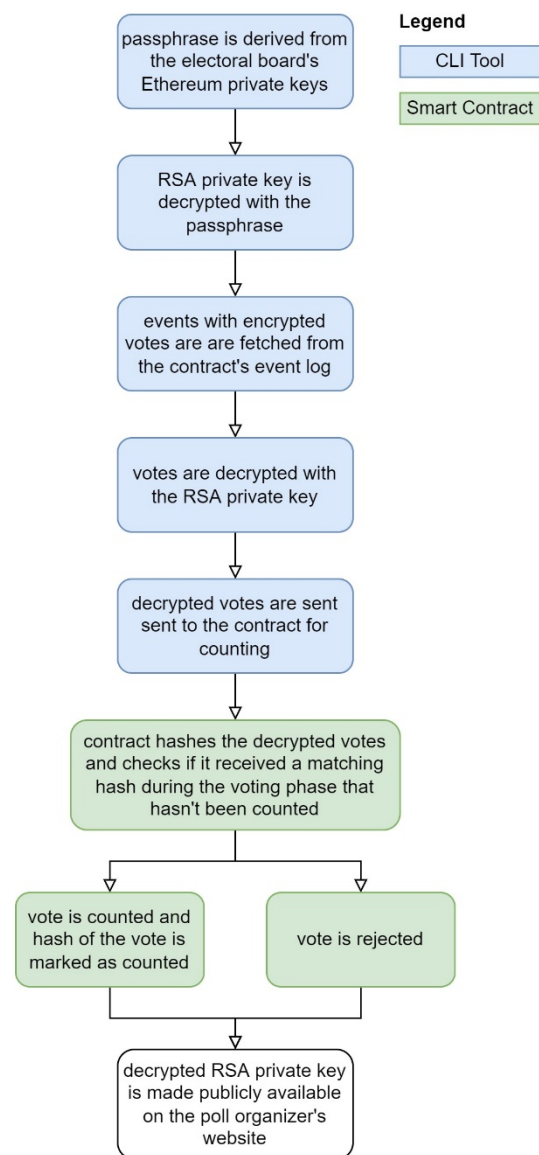 passphrase is derived from
the electoral board's
Ethereum private keys
Legend
CLI Tool
Smart Contract
RSA private key is
decrypted with the
passphrase
events with encrypted
votes are are fetched from
the contract's event log
votes are decrypted with
the RSA private key
decrypted votes are sent
sent to the contract for
counting
contract hashes the decrypted votes
and checks if it received a matching
hash during the voting phase that
hasn't been counted
vote is counted and
hash of the vote is
marked as counted
vote is rejected
decrypted RSA private key
is made publicly available
on the poll organizer's
website